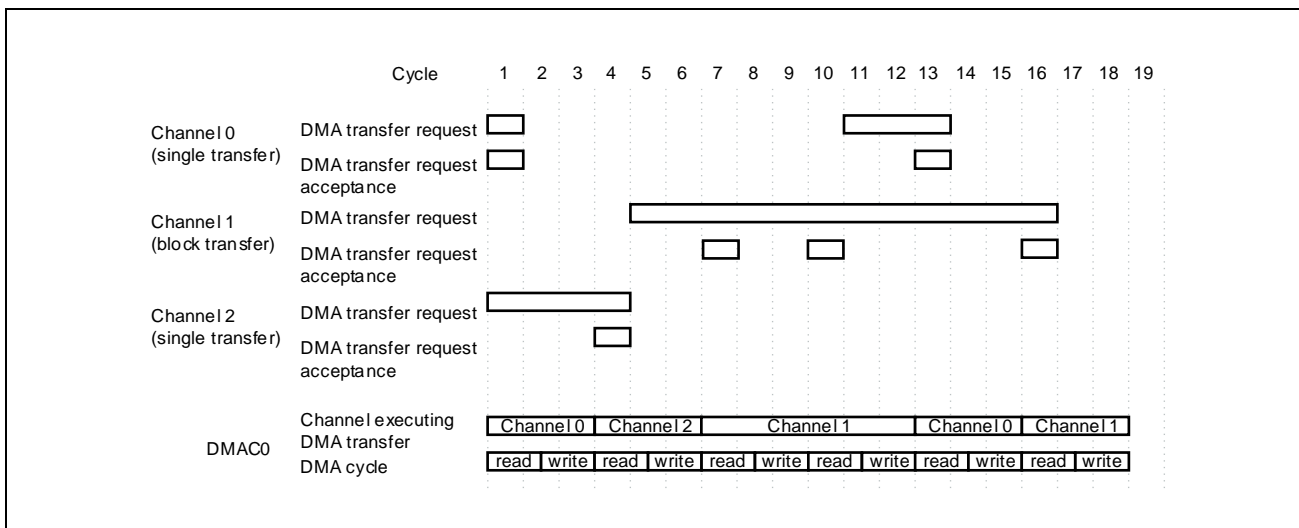 Cycle 1 2 3 4 5 6 7 8 9 10 11 12 13 14 15 16 17 18 19
Channel 0
(single transfer)
DMA transfer request
DMA transfer request
acceptance
Channel 1
(block transfer)
DMA transfer request
DMA transfer request
acceptance
Channel 2
(single transfer)
DMA transfer request
DMA transfer request
acceptance
DMAC0
Channel executing
DMA transfer
Channel 0 Channel 2 Channel 1 Channel 0 Channel 1
DMA cycle
read write read write read write read write read write read write